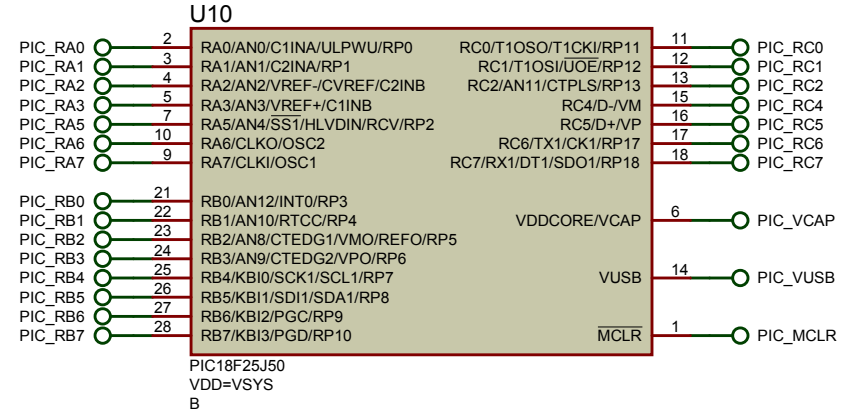 U10
PIC_RA0 2 RA0/AN0/C1INA/ULPWU/RP0 RC0/T1OSO/T1CKI/RP11 11 PIC_RC0
PIC_RA1 3 RA1/AN1/C2INA/RP1 RC1/T1OSI/UOE/RP12 12 PIC_RC1
PIC_RA2 4 RA2/AN2/VREF-/CVREF/C2INB RC2/AN11/CTPLS/RP13 13 PIC_RC2
PIC_RA3 5 RA3/AN3/VREF+/C1INB RC4/D-/VM 15 PIC_RC4
PIC_RA5 7 RA5/AN4/SS1/HLVDIN/RCV/RP2 RC5/D+/VP 16 PIC_RC5
PIC_RA6 10 RA6/CLKO/OSC2 RC6/TX1/CK1/RP17 17 PIC_RC6
PIC_RA7 9 RA7/CLKI/OSC1 RC7/RX1/DT1/SDO1/RP18 18 PIC_RC7
PIC_RB0 21 RB0/AN12/INT0/RP3
PIC_RB1 22 RB1/AN10/RTCC/RP4 VDDCORE/VCAP 6 PIC_VCAP
PIC_RB2 23 RB2/AN8/CTEDG1/VMO/REFO/RP5
PIC_RB3 24 RB3/AN9/CTEDG2/VPO/RP6
PIC_RB4 25 RB4/KBI0/SCK1/SCL1/RP7 VUSB 14 PIC_VUSB
PIC_RB5 26 RB5/KBI1/SDI1/SDA1/RP8
PIC_RB6 27 RB6/KBI2/PGC/RP9
PIC_RB7 28 RB7/KBI3/PGD/RP10 MCLR 1 PIC_MCLR
PIC18F25J50
VDD=VSYS
B